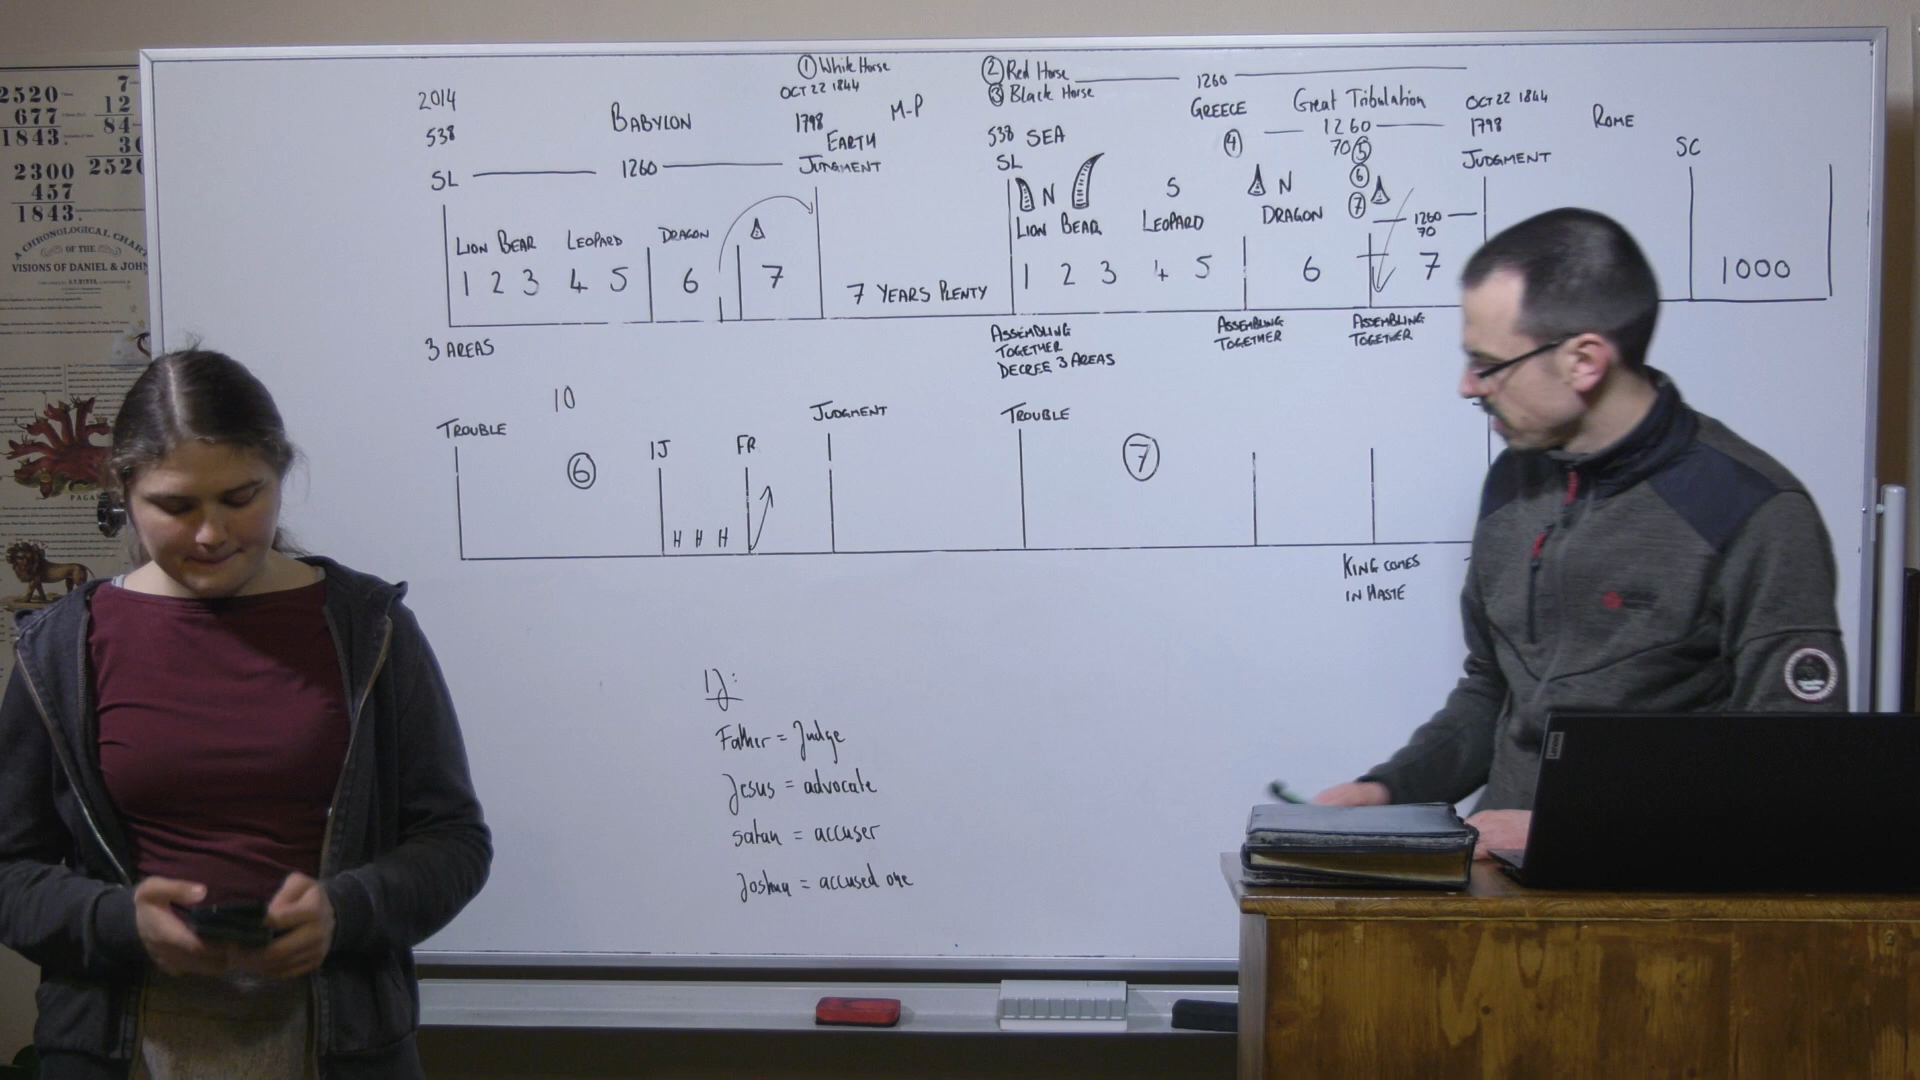 2520
677
1843
2300
457
1843.
7
12
84
2520
A CHRONOLOGICAL CHART
OF THE
VISIONS OF DANIEL & JOHN
PAGAN
2014
538
BABYLON
① White Horse
OCT 22 1844
1798
M-P
EARTH
SL
1260
JUDGMENT
LION BEAR LEOPARD DRAGON
1 2 3 4 5 6 7
7 YEARS PLENTY
3 AREAS
② Red Horse
③ Black Horse
1260
GREECE
Great Tribulation
OCT 22 1844
1798
ROME
538 SEA
④
1260
70 ⑤
⑥
⑦
JUDGMENT
SC
SL
N
S
N
LION BEAR LEOPARD DRAGON
1260
70
1 2 3 4 5 6 7
1000
ASSEMBLING
TOGETHER
DECREE 3 AREAS
ASSEMBLING
TOGETHER
ASSEMBLING
TOGETHER
10
TROUBLE
⑥
IJ
FR
H H H
JUDGMENT
TROUBLE
⑦
KING COMES
IN HASTE
IJ:
Father = Judge
Jesus = advocate
satan = accuser
Joshua = accused one
Lenovo